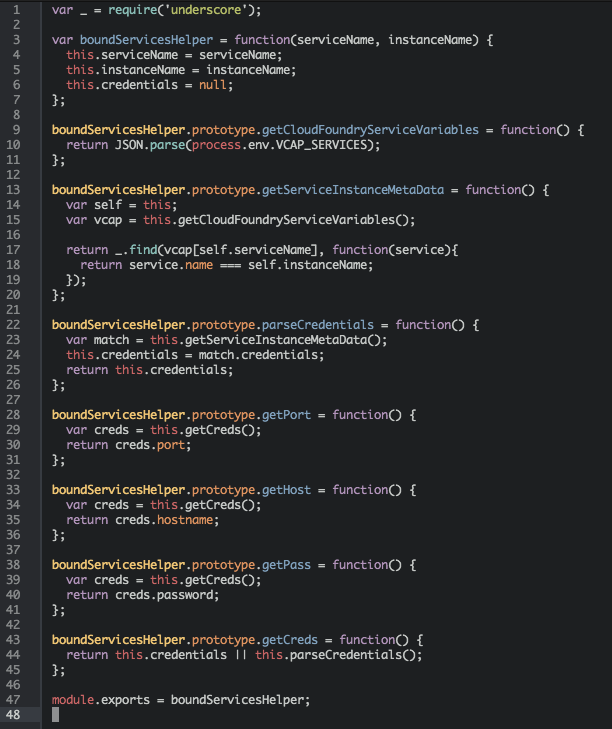 1 var _ = require('underscore');
2
3 var boundServicesHelper = function(serviceName, instanceName) {
4   this.serviceName = serviceName;
5   this.instanceName = instanceName;
6   this.credentials = null;
7 };
8
9 boundServicesHelper.prototype.getCloudFoundryServiceVariables = function() {
10   return JSON.parse(process.env.VCAP_SERVICES);
11 };
12
13 boundServicesHelper.prototype.getServiceInstanceMetaData = function() {
14   var self = this;
15   var vcap = this.getCloudFoundryServiceVariables();
16
17   return _.find(vcap[self.serviceName], function(service){
18     return service.name === self.instanceName;
19   });
20 };
21
22 boundServicesHelper.prototype.parseCredentials = function() {
23   var match = this.getServiceInstanceMetaData();
24   this.credentials = match.credentials;
25   return this.credentials;
26 };
27
28 boundServicesHelper.prototype.getPort = function() {
29   var creds = this.getCreds();
30   return creds.port;
31 };
32
33 boundServicesHelper.prototype.getHost = function() {
34   var creds = this.getCreds();
35   return creds.hostname;
36 };
37
38 boundServicesHelper.prototype.getPass = function() {
39   var creds = this.getCreds();
40   return creds.password;
41 };
42
43 boundServicesHelper.prototype.getCreds = function() {
44   return this.credentials || this.parseCredentials();
45 };
46
47 module.exports = boundServicesHelper;
48